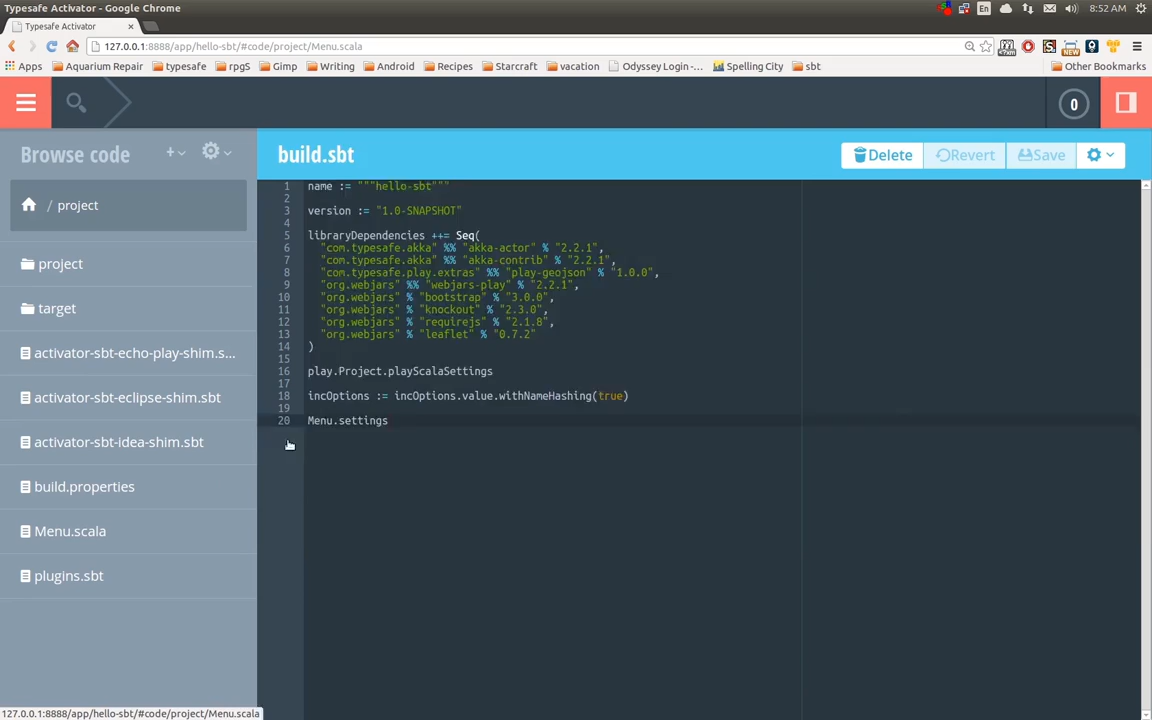 Typesafe Activator - Google Chrome
En
8:52 AM
Typesafe Activator
127.0.0.1:8888/app/hello-sbt/#code/project/Menu.scala
Apps
Aquarium Repair
typesafe
rpgS
Gimp
Writing
Android
Recipes
Starcraft
vacation
Odyssey Login -...
Spelling City
sbt
Other Bookmarks
0
Browse code
build.sbt
Delete
Revert
Save
/ project
project
target
activator-sbt-echo-play-shim.s...
activator-sbt-eclipse-shim.sbt
activator-sbt-idea-shim.sbt
build.properties
Menu.scala
plugins.sbt
1 name := """hello-sbt"""
2
3 version := "1.0-SNAPSHOT"
4
5 libraryDependencies ++= Seq(
6 "com.typesafe.akka" %% "akka-actor" % "2.2.1",
7 "com.typesafe.akka" %% "akka-contrib" % "2.2.1",
8 "com.typesafe.play.extras" %% "play-geojson" % "1.0.0",
9 "org.webjars" %% "webjars-play" % "2.2.1",
10 "org.webjars" % "bootstrap" % "3.0.0",
11 "org.webjars" % "knockout" % "2.3.0",
12 "org.webjars" % "requirejs" % "2.1.8",
13 "org.webjars" % "leaflet" % "0.7.2"
14 )
15
16 play.Project.playScalaSettings
17
18 incOptions := incOptions.value.withNameHashing(true)
19
20 Menu.settings
127.0.0.1:8888/app/hello-sbt/#code/project/Menu.scala